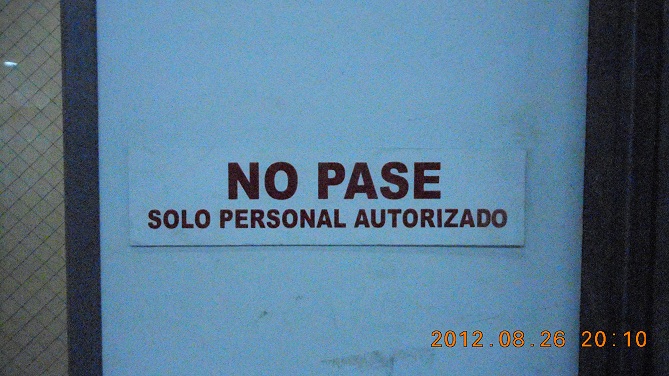 NO PASE
SOLO PERSONAL AUTORIZADO
2012.08.26 20:10